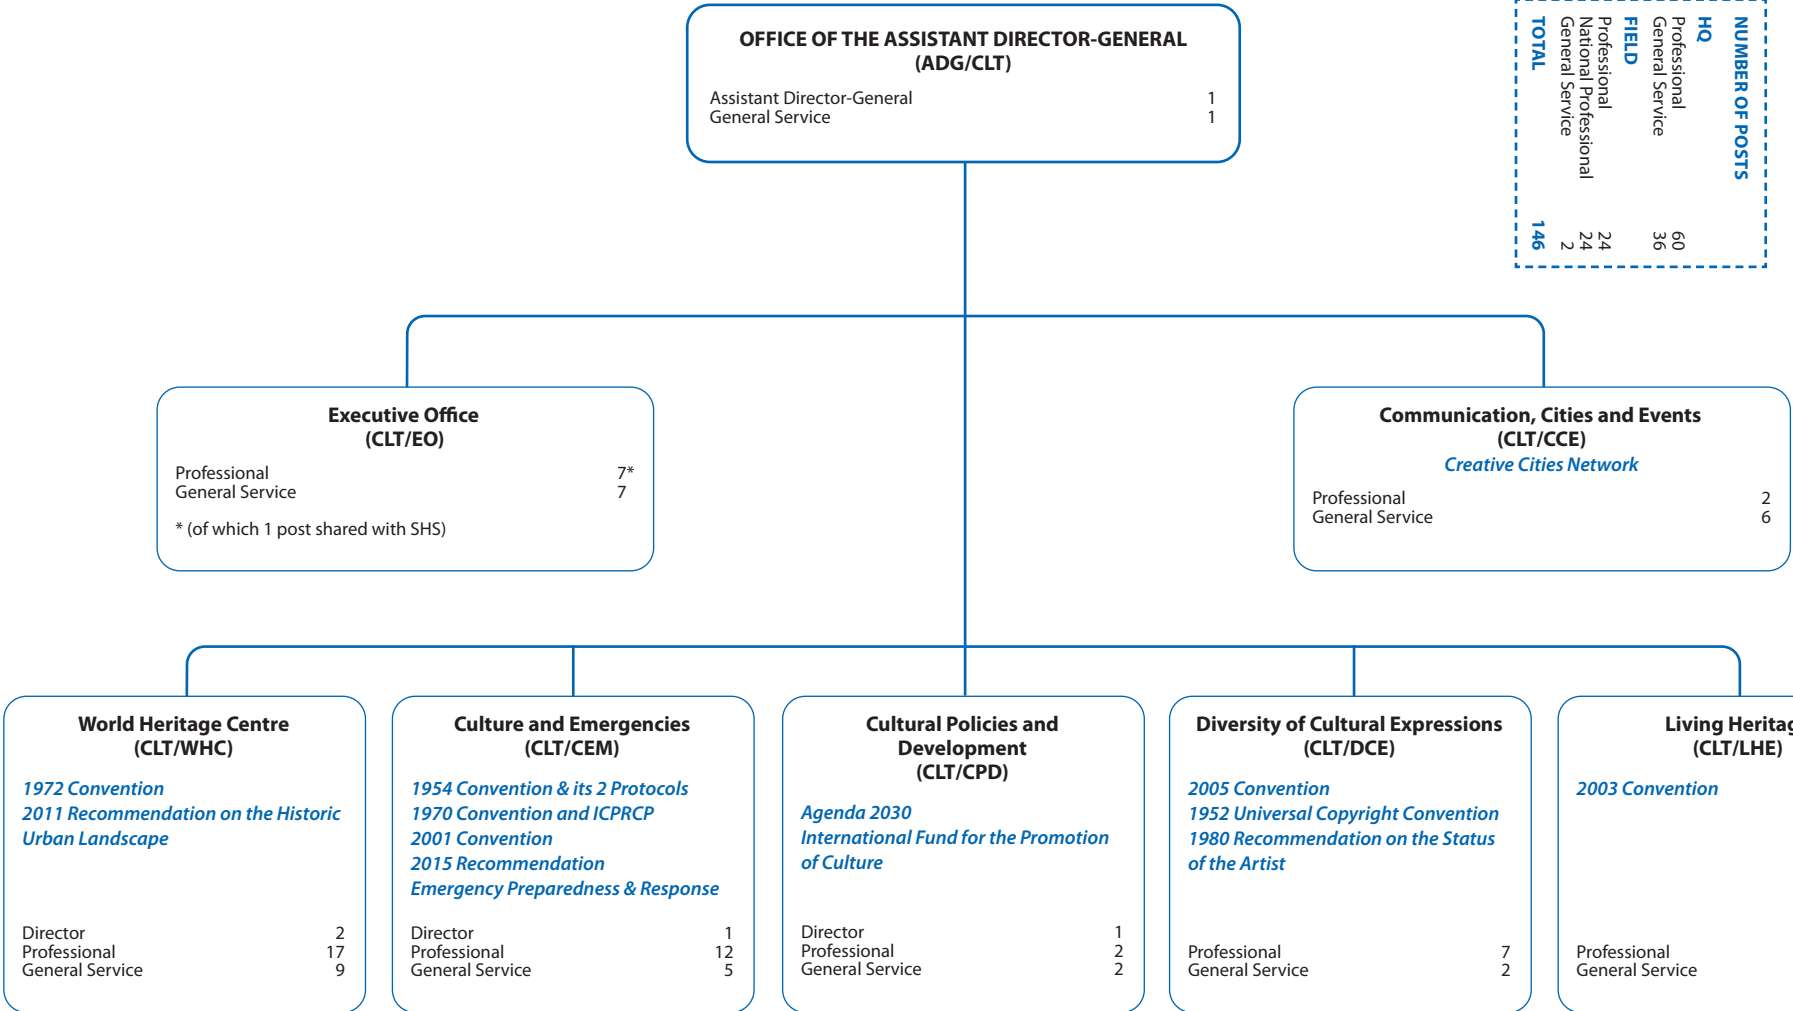 OFFICE OF THE ASSISTANT DIRECTOR-GENERAL
(ADG/CLT)
Assistant Director-General 1
General Service 1
NUMBER OF POSTS
HQ
Professional 60
General Service 36
FIELD
Professional 24
National Professional 24
General Service 2
TOTAL 146
Executive Office
(CLT/EO)
Professional 7*
General Service 7
* (of which 1 post shared with SHS)
Communication, Cities and Events
(CLT/CCE)
Creative Cities Network
Professional 2
General Service 6
World Heritage Centre
(CLT/WHC)
1972 Convention
2011 Recommendation on the Historic
Urban Landscape
Director 2
Professional 17
General Service 9
Culture and Emergencies
(CLT/CEM)
1954 Convention & its 2 Protocols
1970 Convention and ICPRCP
2001 Convention
2015 Recommendation
Emergency Preparedness & Response
Director 1
Professional 12
General Service 5
Cultural Policies and
Development
(CLT/CPD)
Agenda 2030
International Fund for the Promotion
of Culture
Director 1
Professional 2
General Service 2
Diversity of Cultural Expressions
(CLT/DCE)
2005 Convention
1952 Universal Copyright Convention
1980 Recommendation on the Status
of the Artist
Professional 7
General Service 2
Living
(CLT/LHE)
2003 Convention
Professional
General Service